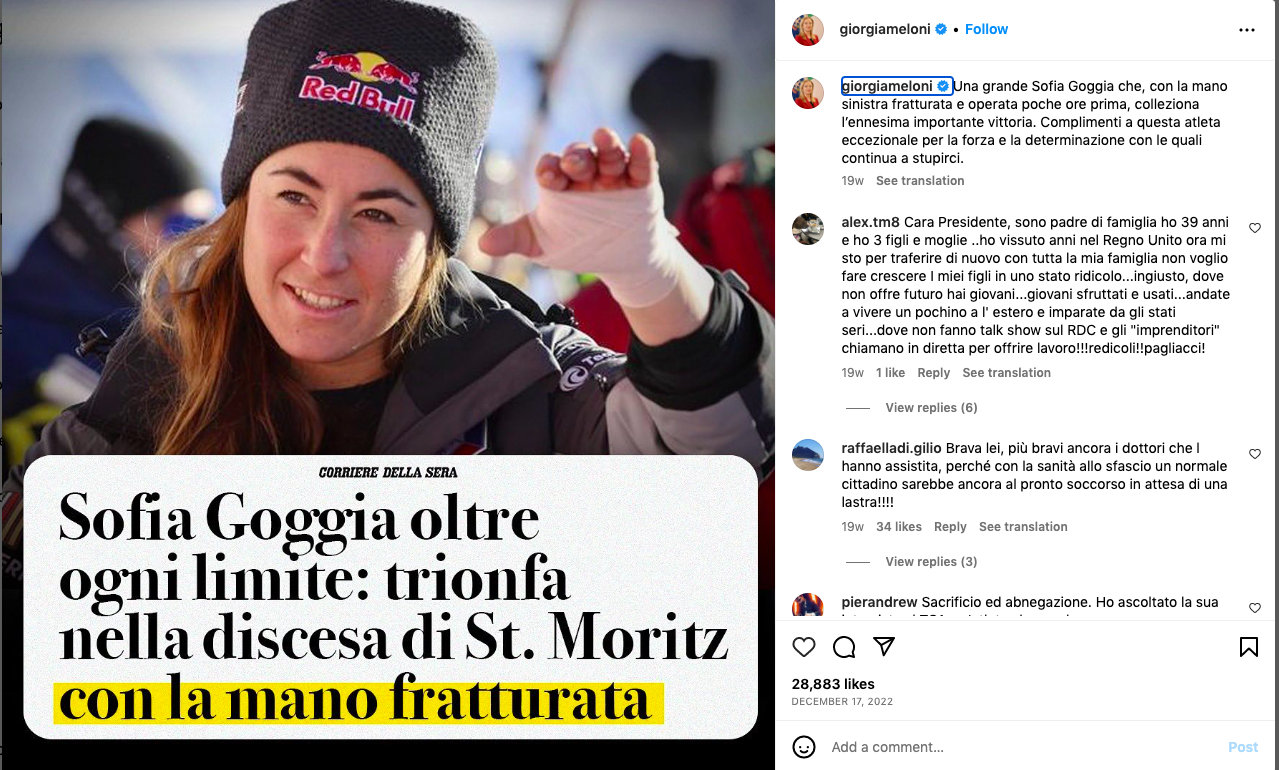 Red Bull
CORRIERE DELLA SERA
Sofia Goggia oltre
ogni limite: trionfa
nella discesa di St. Moritz
con la mano fratturata
giorgiameloni • Follow
giorgiameloni Una grande Sofia Goggia che, con la mano
sinistra fratturata e operata poche ore prima, colleziona
l'ennesima importante vittoria. Complimenti a questa atleta
eccezionale per la forza e la determinazione con le quali
continua a stupirci.
19w See translation
alex.tm8 Cara Presidente, sono padre di famiglia ho 39 anni
e ho 3 figli e moglie ..ho vissuto anni nel Regno Unito ora mi
sto per traferire di nuovo con tutta la mia famiglia non voglio
fare crescere I miei figli in uno stato ridicolo...ingiusto, dove
non offre futuro hai giovani...giovani sfruttati e usati...andate
a vivere un pochino a l' estero e imparate da gli stati
seri...dove non fanno talk show sul RDC e gli "imprenditori"
chiamano in diretta per offrire lavoro!!!redicoli!!pagliacci!
19w 1 like Reply See translation
View replies (6)
raffaelladi.gilio Brava lei, più bravi ancora i dottori che l
hanno assistita, perché con la sanità allo sfascio un normale
cittadino sarebbe ancora al pronto soccorso in attesa di una
lastra!!!!
19w 34 likes Reply See translation
View replies (3)
pierandrew Sacrificio ed abnegazione. Ho ascoltato la sua
28,883 likes
DECEMBER 17, 2022
Add a comment...
Post